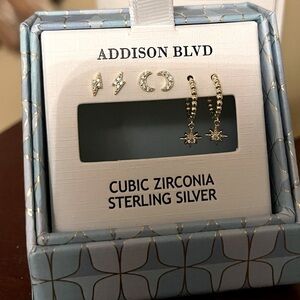 ADDISON BLVD
CUBIC ZIRCONIA
STERLING SILVER